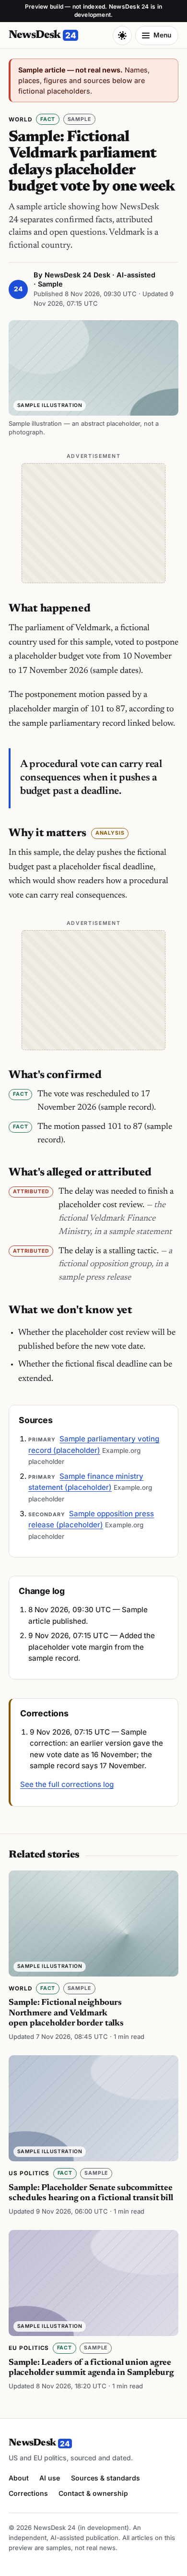 Preview build — not indexed. NewsDesk 24 is in
development.
NewsDesk 24
Menu
Sample article — not real news. Names,
places, figures and sources below are
fictional placeholders.
WORLD FACT SAMPLE
Sample: Fictional
Veldmark parliament
delays placeholder
budget vote by one week
A sample article showing how NewsDesk
24 separates confirmed facts, attributed
claims and open questions. Veldmark is a
fictional country.
24
By NewsDesk 24 Desk · AI-assisted
· Sample
Published 8 Nov 2026, 09:30 UTC · Updated 9
Nov 2026, 07:15 UTC
SAMPLE ILLUSTRATION
Sample illustration — an abstract placeholder, not a
photograph.
ADVERTISEMENT
What happened
The parliament of Veldmark, a fictional
country used for this sample, voted to postpone
a placeholder budget vote from 10 November
to 17 November 2026 (sample dates).
The postponement motion passed by a
placeholder margin of 101 to 87, according to
the sample parliamentary record linked below.
A procedural vote can carry real
consequences when it pushes a
budget past a deadline.
Why it matters ANALYSIS
In this sample, the delay pushes the fictional
budget past a placeholder fiscal deadline,
which would show readers how a procedural
vote can carry real consequences.
ADVERTISEMENT
What's confirmed
FACT The vote was rescheduled to 17
November 2026 (sample record).
FACT The motion passed 101 to 87 (sample
record).
What's alleged or attributed
ATTRIBUTED The delay was needed to finish a
placeholder cost review. — the
fictional Veldmark Finance
Ministry, in a sample statement
ATTRIBUTED The delay is a stalling tactic. — a
fictional opposition group, in a
sample press release
What we don't know yet
• Whether the placeholder cost review will be
published before the new vote date.
• Whether the fictional fiscal deadline can be
extended.
Sources
1. PRIMARY Sample parliamentary voting
record (placeholder) Example.org
placeholder
2. PRIMARY Sample finance ministry
statement (placeholder) Example.org
placeholder
3. SECONDARY Sample opposition press
release (placeholder) Example.org
placeholder
Change log
1. 8 Nov 2026, 09:30 UTC — Sample
article published.
2. 9 Nov 2026, 07:15 UTC — Added the
placeholder vote margin from the
sample record.
Corrections
1. 9 Nov 2026, 07:15 UTC — Sample
correction: an earlier version gave the
new vote date as 16 November; the
sample record says 17 November.
See the full corrections log
Related stories
SAMPLE ILLUSTRATION
WORLD FACT SAMPLE
Sample: Fictional neighbours
Northmere and Veldmark
open placeholder border talks
Updated 7 Nov 2026, 08:45 UTC · 1 min read
SAMPLE ILLUSTRATION
US POLITICS FACT SAMPLE
Sample: Placeholder Senate subcommittee
schedules hearing on a fictional transit bill
Updated 9 Nov 2026, 06:00 UTC · 1 min read
SAMPLE ILLUSTRATION
EU POLITICS FACT SAMPLE
Sample: Leaders of a fictional union agree
placeholder summit agenda in Sampleburg
Updated 8 Nov 2026, 18:20 UTC · 1 min read
NewsDesk 24
US and EU politics, sourced and dated.
About AI use Sources & standards
Corrections Contact & ownership
© 2026 NewsDesk 24 (in development). An
independent, AI-assisted publication. All articles on this
preview are samples, not real news.